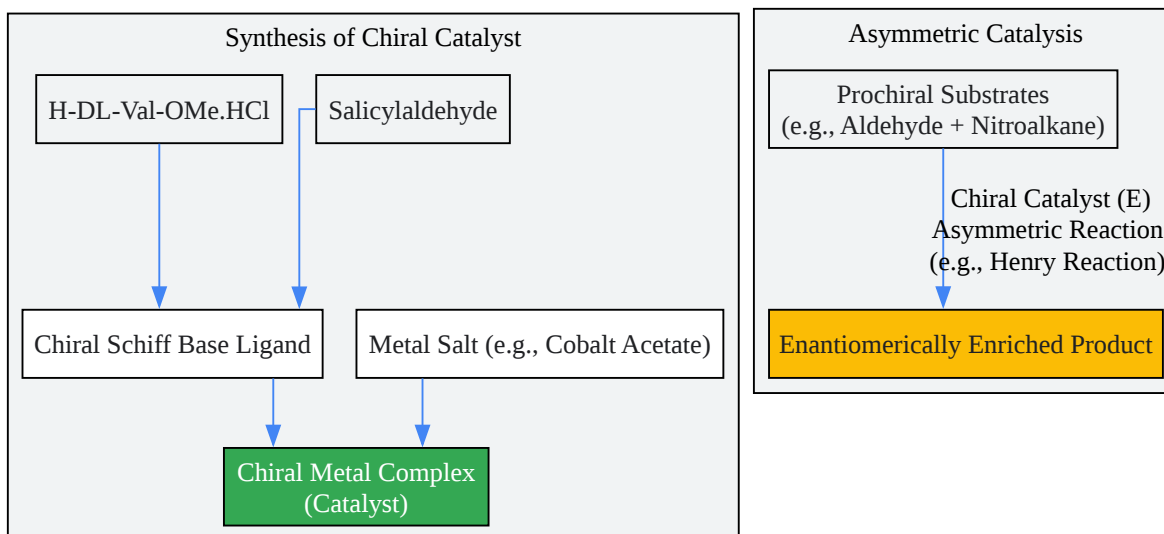 Synthesis of Chiral Catalyst
H-DL-Val-OMe.HCl
Salicylaldehyde
Chiral Schiff Base Ligand
Metal Salt (e.g., Cobalt Acetate)
Chiral Metal Complex
(Catalyst)
Asymmetric Catalysis
Prochiral Substrates
(e.g., Aldehyde + Nitroalkane)
Chiral Catalyst (E)
Asymmetric Reaction
(e.g., Henry Reaction)
Enantiomerically Enriched Product